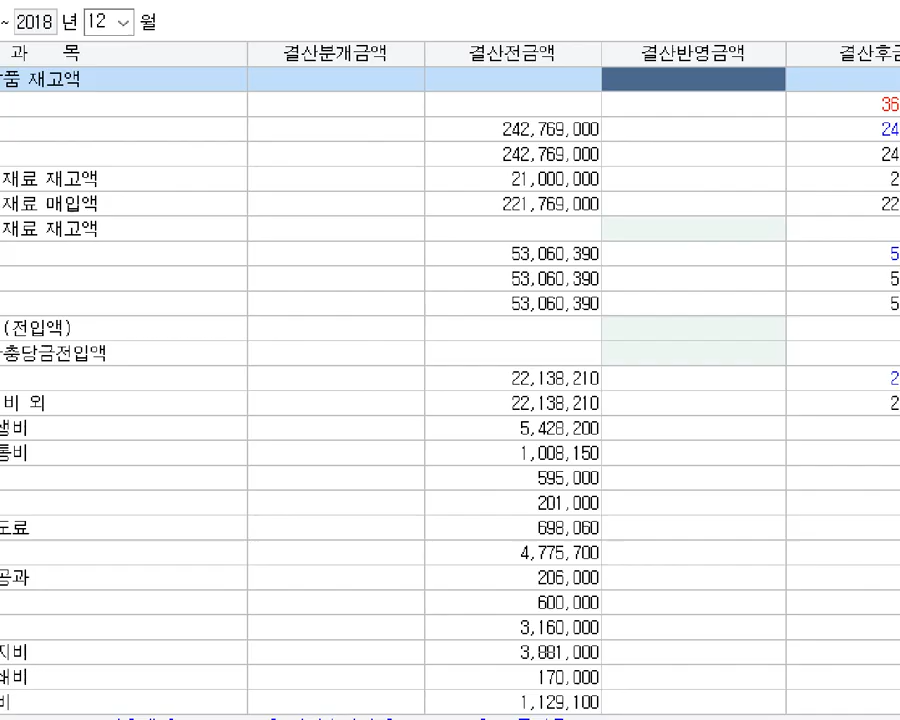 ~ 2018 년 12 월
과 목 결산분개금액 결산전금액 결산반영금액 결산후금
품 재고액
36
242,769,000 24
242,769,000 24
재료 재고액 21,000,000 2
재료 매입액 221,769,000 22
재료 재고액
53,060,390 5
53,060,390 5
53,060,390 5
(전입액)
충당금전입액
22,138,210 2
비 외 22,138,210 2
생비 5,428,200
통비 1,008,150
595,000
201,000
도료 698,060
4,775,700
공과 206,000
600,000
3,160,000
지비 3,881,000
쇄비 170,000
비 1,129,100